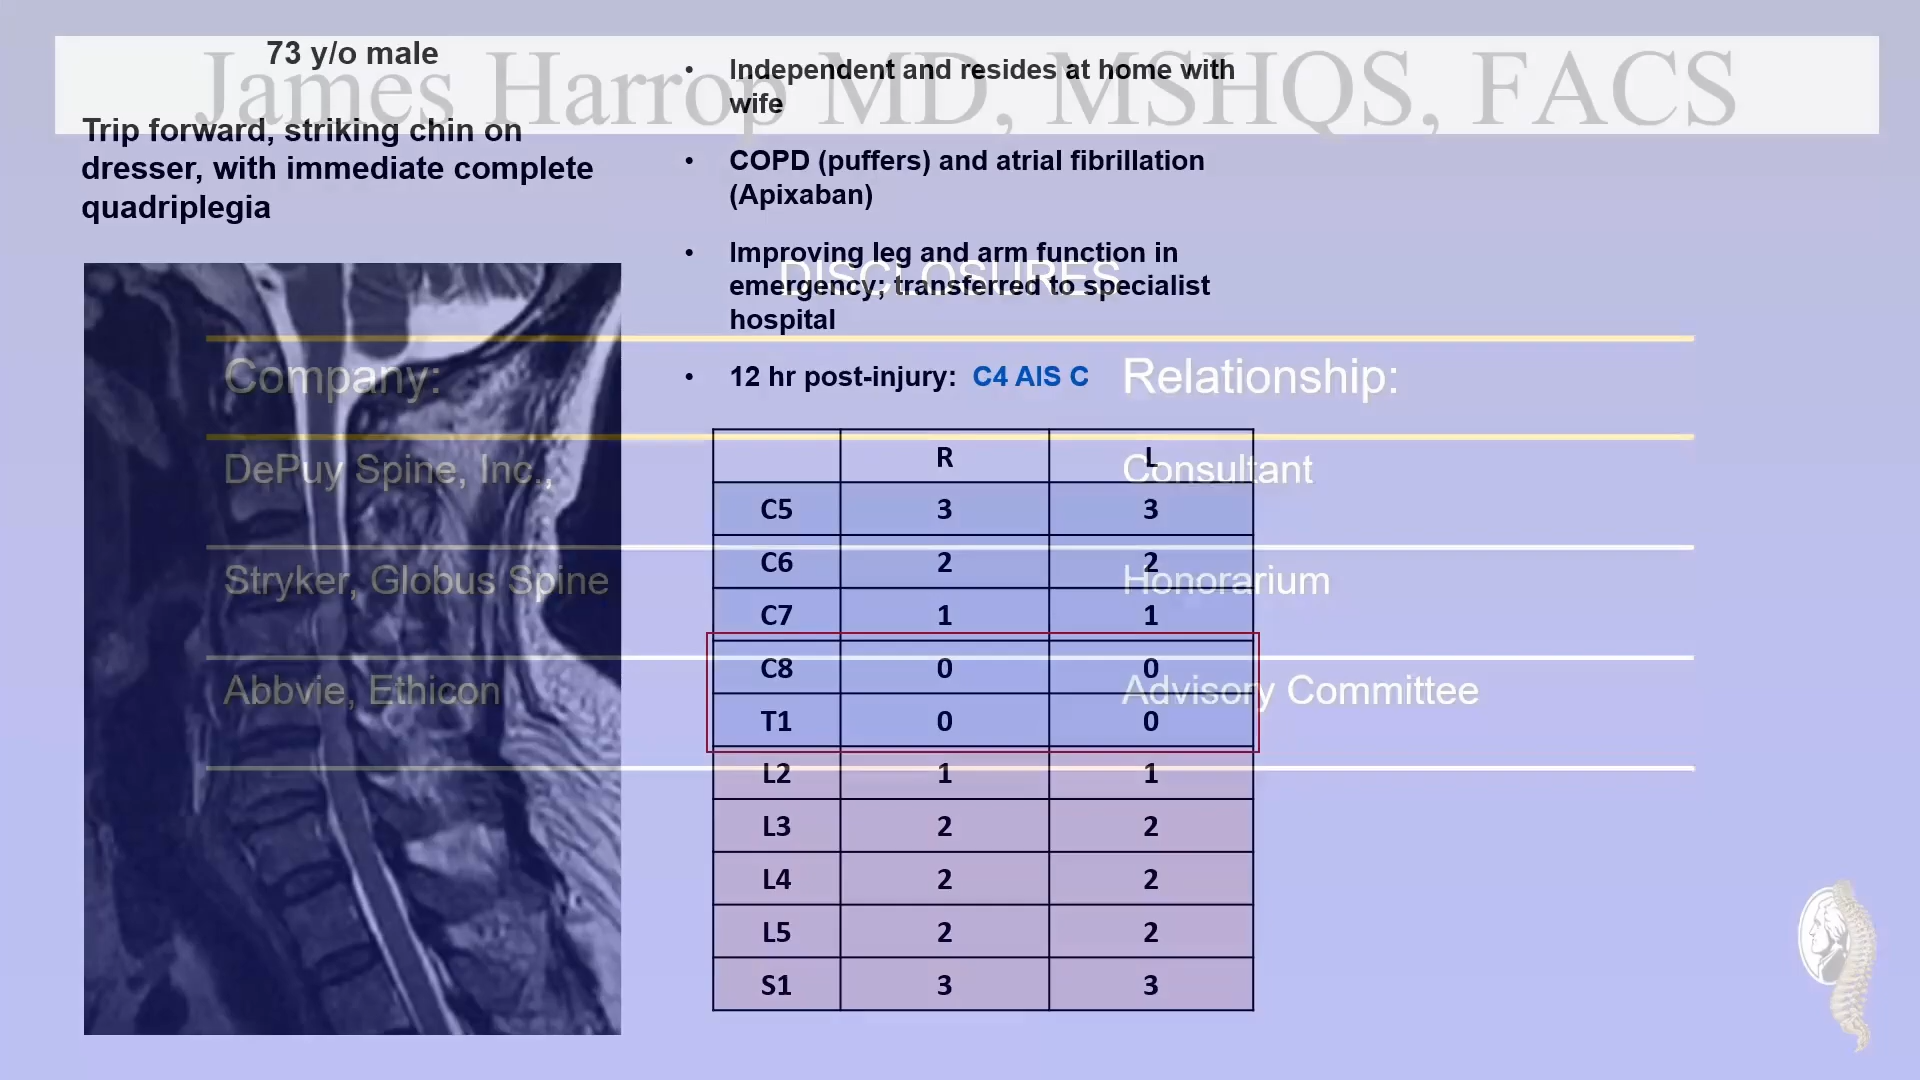 James Harrop MD, MSHQS, FACS
73 y/o male
Trip forward, striking chin on
dresser, with immediate complete
quadriplegia
• Independent and resides at home with
wife
• COPD (puffers) and atrial fibrillation
(Apixaban)
• Improving leg and arm function in
emergency; transferred to specialist
hospital
• 12 hr post-injury: C4 AIS C
R L
C5 3 3
C6 2 2
C7 1 1
C8 0 0
T1 0 0
L2 1 1
L3 2 2
L4 2 2
L5 2 2
S1 3 3
DISCLOSURES
Company: Relationship:
DePuy Spine, Inc., Consultant
Stryker, Globus Spine Honorarium
Abbvie, Ethicon Advisory Committee